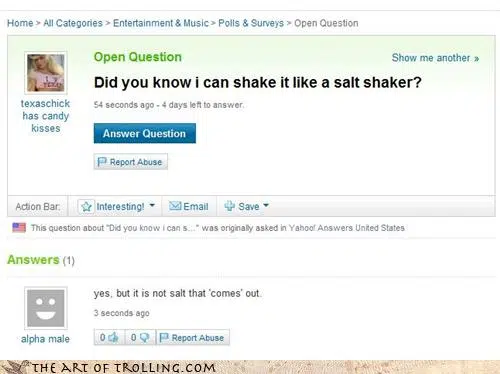 Home > All Categories > Entertainment & Music > Polls & Surveys > Open Question
Open Question
Show me another »
Did you know i can shake it like a salt shaker?
texaschick
has candy
kisses
54 seconds ago - 4 days left to answer.
Answer Question
Report Abuse
Action Bar: Interesting! Email Save
This question about "Did you know i can s..." was originally asked in Yahoo! Answers United States
Answers (1)
yes, but it is not salt that 'comes' out.
3 seconds ago
alpha male
0 0 Report Abuse
THE ART OF TROLLING.COM